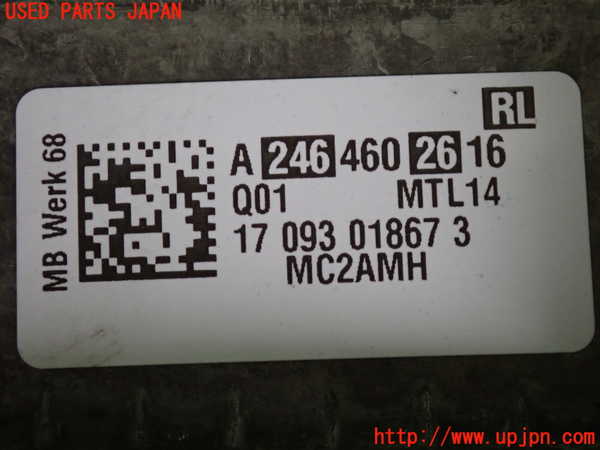 USED PARTS JAPAN
RL
MB Werk 68
A 246 460 26 16
Q01 MTL14
17 093 01867 3
MC2AMH
http://www.upjpn.com/